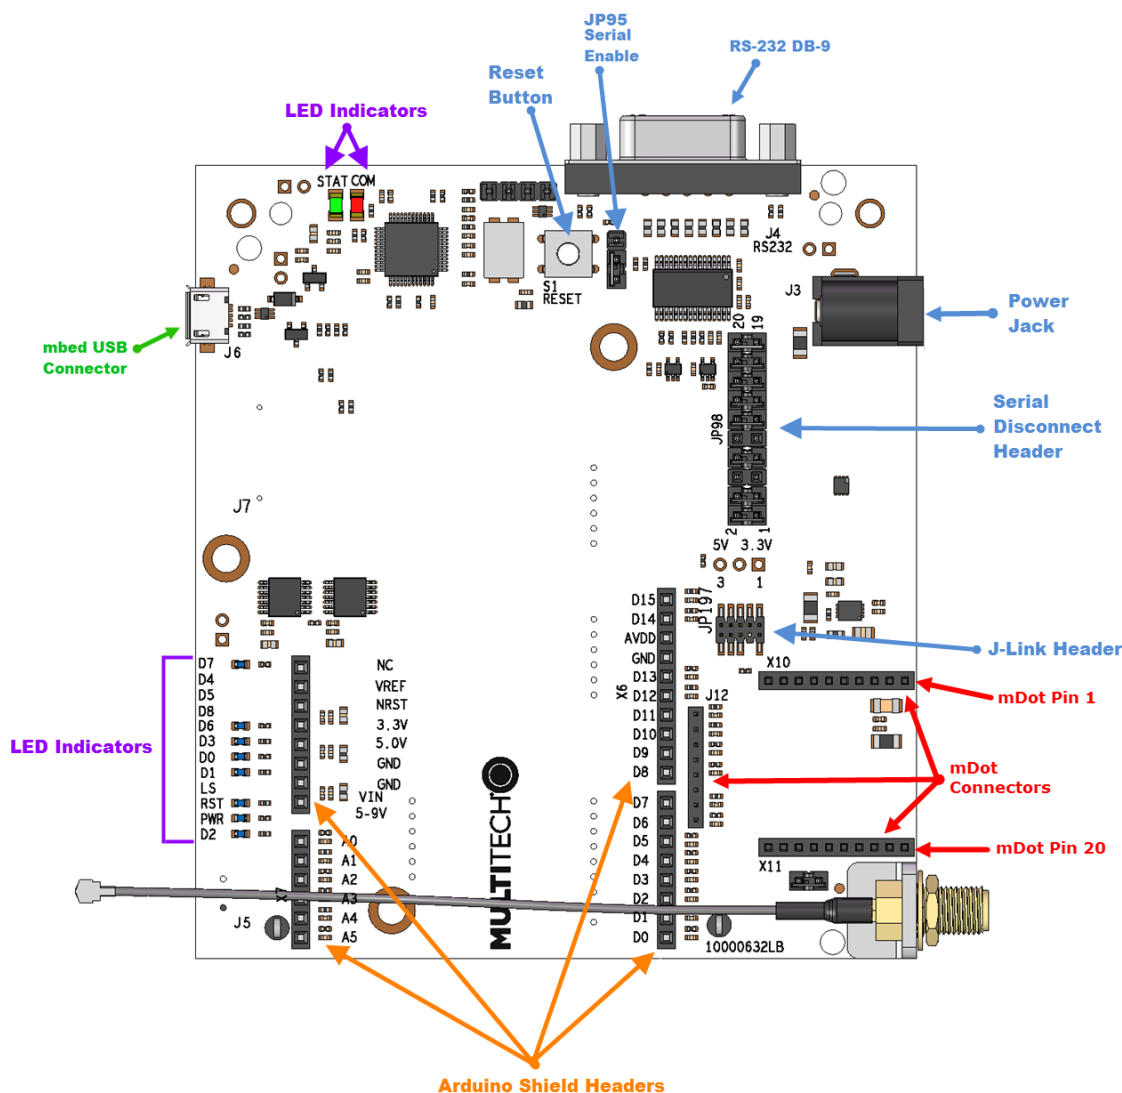 JP95
Serial
Enable
RS-232 DB-9
Reset
Button
LED Indicators
STAT COM
J4
RS232
S1
RESET
J3
Power
Jack
20 19
mbed USB
Connector
J6
JP98
Serial
Disconnect
Header
J7
2 1
5V 3.3V
3 1
JP197
J-Link Header
D15
D14
AVDD
GND
D13
D12
D11
D10
D9
D8
X6
J12
X10
mDot Pin 1
D7
D4
D5
D8
D6
D3
D0
D1
LS
RST
PWR
D2
LED Indicators
NC
VREF
NRST
3.3V
5.0V
GND
GND
VIN
5-9V
mDot
Connectors
MULTITECH
D7
D6
D5
D4
D3
D2
D1
D0
A0
A1
A2
A3
A4
A5
X7
J5
X11
mDot Pin 20
10000632LB
Arduino Shield Headers